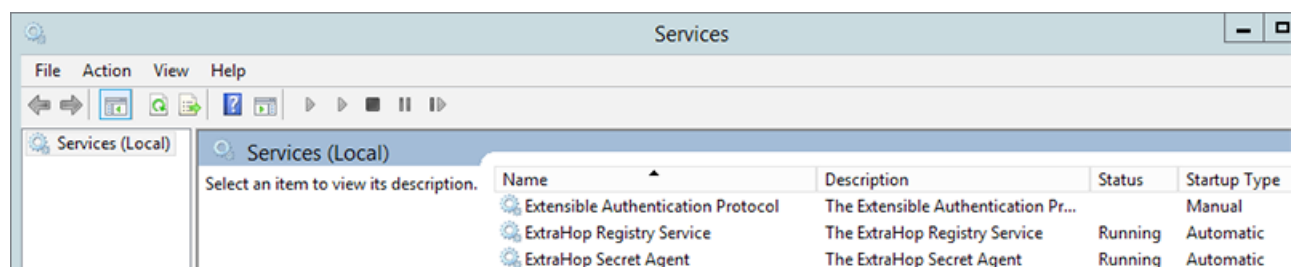 Services
File Action View Help
Services (Local)
Services (Local)
Select an item to view its description.
Name Description Status Startup Type
Extensible Authentication Protocol The Extensible Authentication Pr... Manual
ExtraHop Registry Service The ExtraHop Registry Service Running Automatic
ExtraHop Secret Agent The ExtraHop Secret Agent Running Automatic